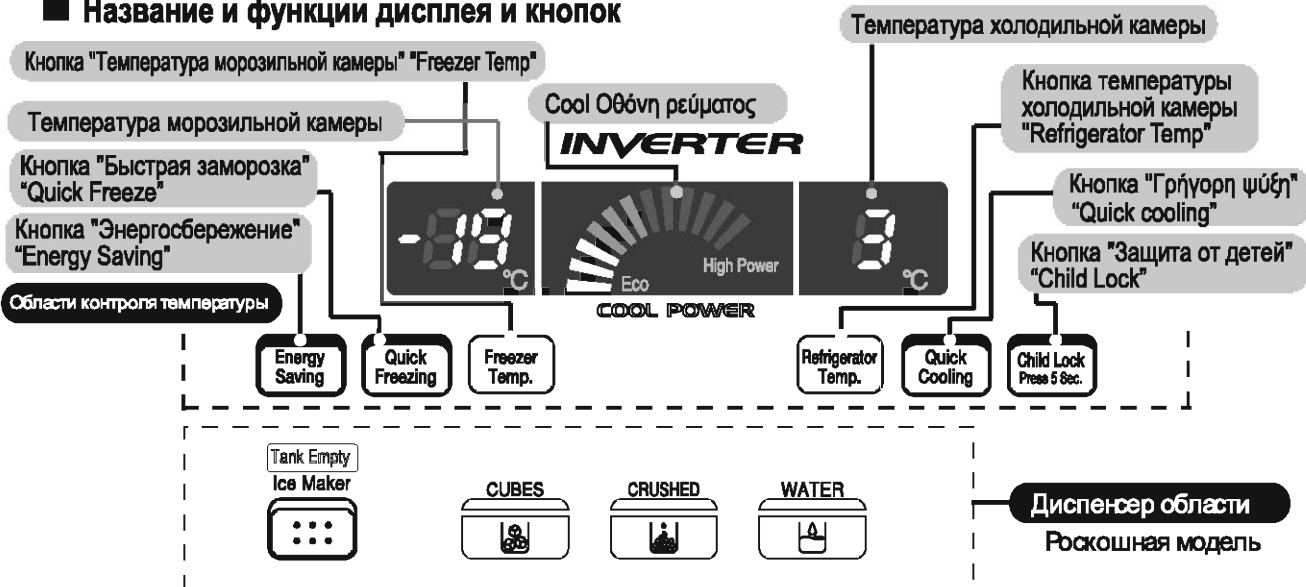 ■ Название и функции дисплея и кнопок
Температура холодильной камеры
Кнопка "Температура морозильной камеры" "Freezer Temp"
Кнопка температуры
холодильной камеры
"Refrigerator Temp"
Cool Οθόνη ρεύματος
Температура морозильной камеры
INVERTER
Кнопка "Быстрая заморозка"
“Quick Freeze”
Кнопка "Γρήγορη ψύξη"
“Quick cooling”
Кнопка "Энергосбережение"
“Energy Saving”
Кнопка "Защита от детей"
“Child Lock”
-18 °C
Eco
High Power
3 °C
COOL POWER
Области контроля температуры
Energy
Saving
Quick
Freezing
Freezer
Temp.
Refrigerator
Temp.
Quick
Cooling
Child Lock
Press 5 Sec.
Tank Empty
Ice Maker
CUBES
CRUSHED
WATER
Диспенсер области
Роскошная модель